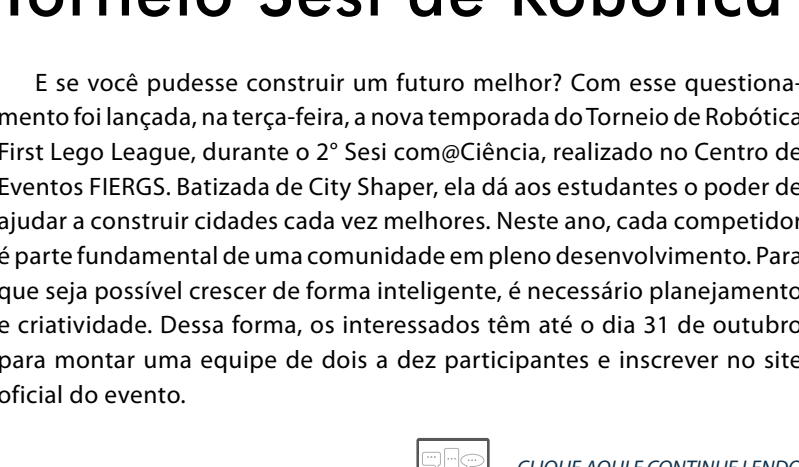 Torneio Sesi de Robótica
E se você pudesse construir um futuro melhor? Com esse questiona-
mento foi lançada, na terça-feira, a nova temporada do Torneio de Robótica
First Lego League, durante o 2° Sesi com@Ciência, realizado no Centro de
Eventos FIERGS. Batizada de City Shaper, ela dá aos estudantes o poder de
ajudar a construir cidades cada vez melhores. Neste ano, cada competidor
é parte fundamental de uma comunidade em pleno desenvolvimento. Para
que seja possível crescer de forma inteligente, é necessário planejamento
e criatividade. Dessa forma, os interessados têm até o dia 31 de outubro
para montar uma equipe de dois a dez participantes e inscrever no site
oficial do evento.
CLIQUE AQUI E CONTINUE LENDO